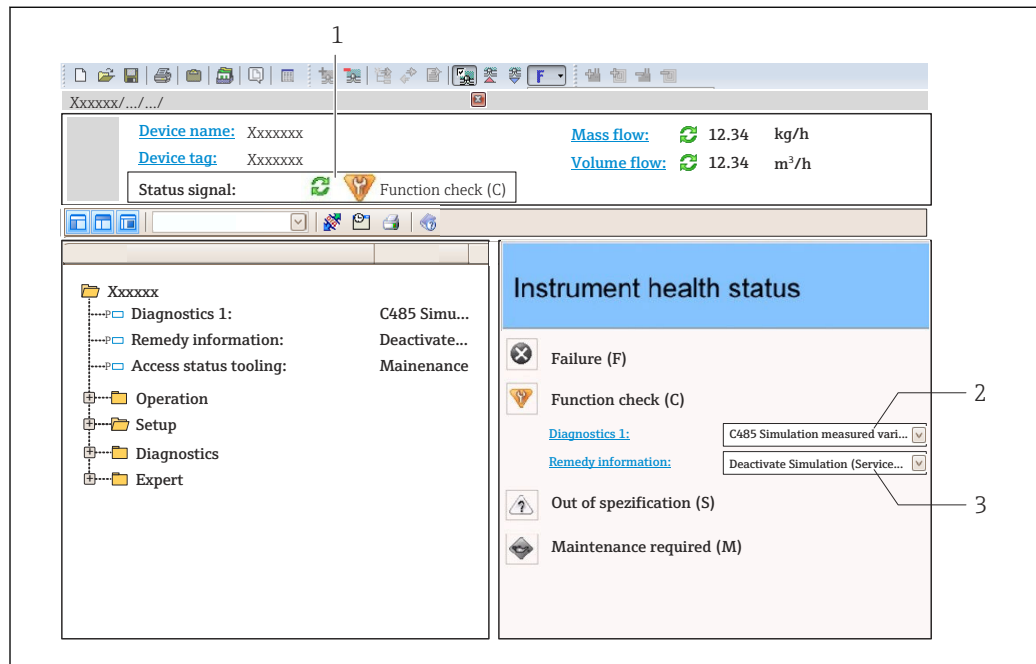 1
F
Xxxxxx/.../.../
Device name: Xxxxxxx
Mass flow: 12.34 kg/h
Device tag: Xxxxxxx
Volume flow: 12.34 m³/h
Status signal: Function check (C)
Xxxxxx
Diagnostics 1: C485 Simu...
Remedy information: Deactivate...
Access status tooling: Mainenance
Operation
Setup
Diagnostics
Expert
Instrument health status
Failure (F)
Function check (C)
Diagnostics 1: C485 Simulation measured vari...
2
Remedy information: Deactivate Simulation (Service...
3
Out of spezification (S)
Maintenance required (M)